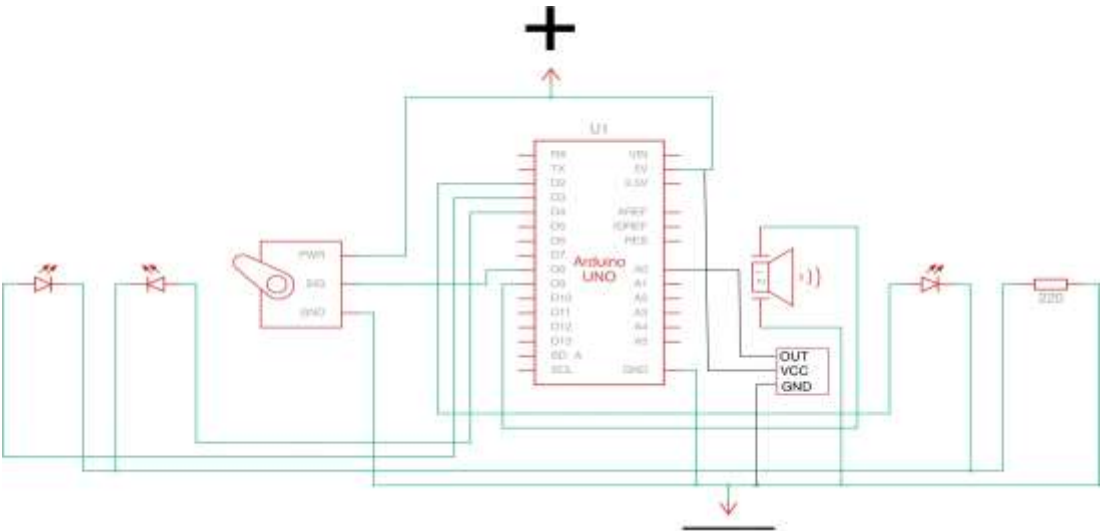 U1
RX
VIN
TX
5V
D2
3.3V
D3
D4
AREF
D5
IOREF
D6
RES
D7
PWR
Arduino
UNO
D8
A0
SIG
D9
A1
1
2
D10
A2
220
D11
A3
GND
D12
A4
D13
A5
OUT
SCL
GND
VCC
GND